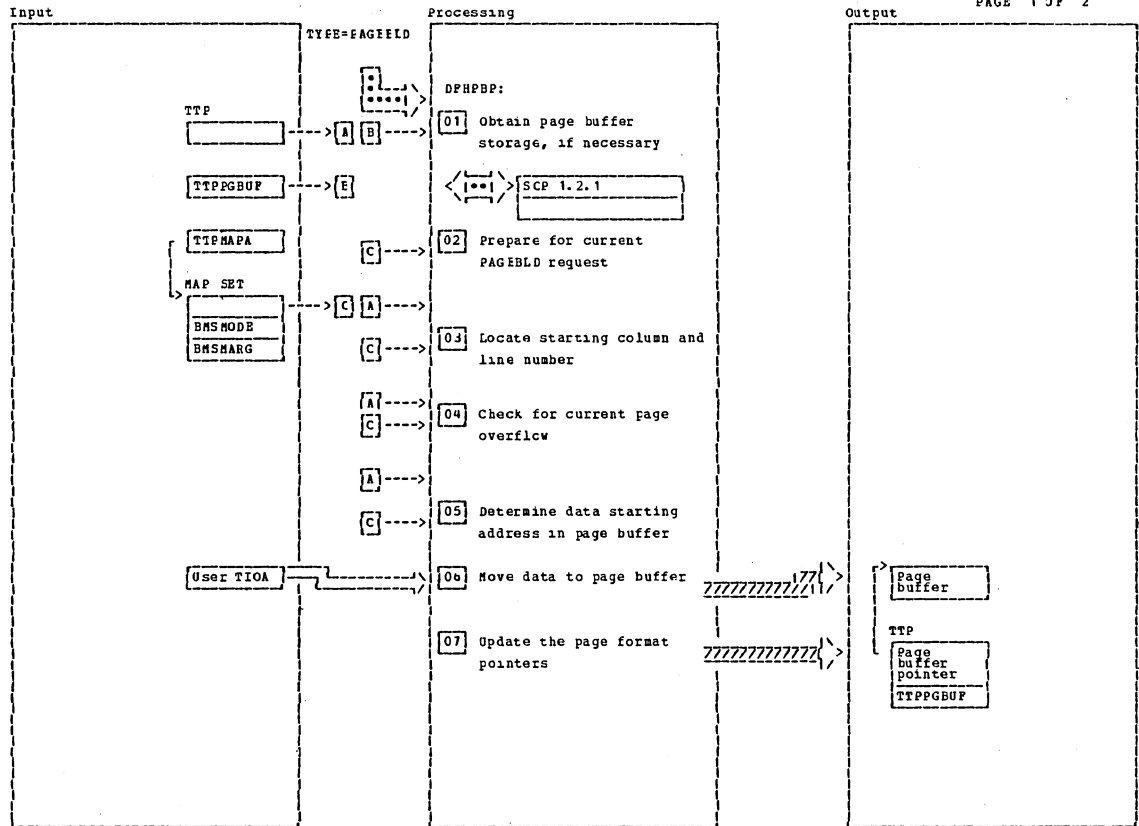 PAGE 1 OF 2
Input
Processing
Output
TYPE=PAGEBLD
DPHPBP:
TTP
A B
01 Obtain page buffer
storage, if necessary
TTPPGBUF
B
SCP 1.2.1
TTPMAPA
C
02 Prepare for current
PAGEBLD request
MAP SET
C A
BMSMODE
BMSMARG
C
03 Locate starting column and
line number
A
C
04 Check for current page
overflow
A
C
05 Determine data starting
address in page buffer
User TIOA
06 Move data to page buffer
Page
buffer
07 Update the page format
pointers
TTP
Page
buffer
pointer
TTPPGBUF